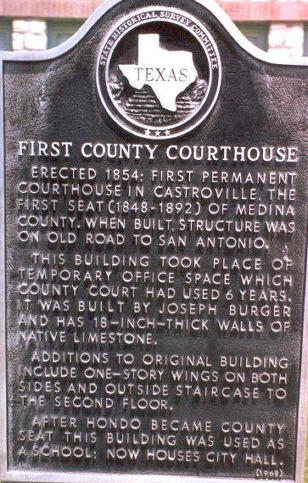 STATE HISTORICAL SURVEY COMMITTEE
TEXAS
FIRST COUNTY COURTHOUSE
ERECTED 1854; FIRST PERMANENT
COURTHOUSE IN CASTROVILLE, THE
FIRST SEAT (1848-1892) OF MEDINA
COUNTY. WHEN BUILT, STRUCTURE WAS
ON OLD ROAD TO SAN ANTONIO.
THIS BUILDING TOOK PLACE OF
TEMPORARY OFFICE SPACE WHICH
COUNTY COURT HAD USED 6 YEARS.
IT WAS BUILT BY JOSEPH BURGER
AND HAS 18-INCH-THICK WALLS OF
NATIVE LIMESTONE.
ADDITIONS TO ORIGINAL BUILDING
INCLUDE ONE-STORY WINGS ON BOTH
SIDES AND OUTSIDE STAIRCASE TO
THE SECOND FLOOR.
AFTER HONDO BECAME COUNTY
SEAT THIS BUILDING WAS USED AS
A SCHOOL; NOW HOUSES CITY HALL.
(1968)